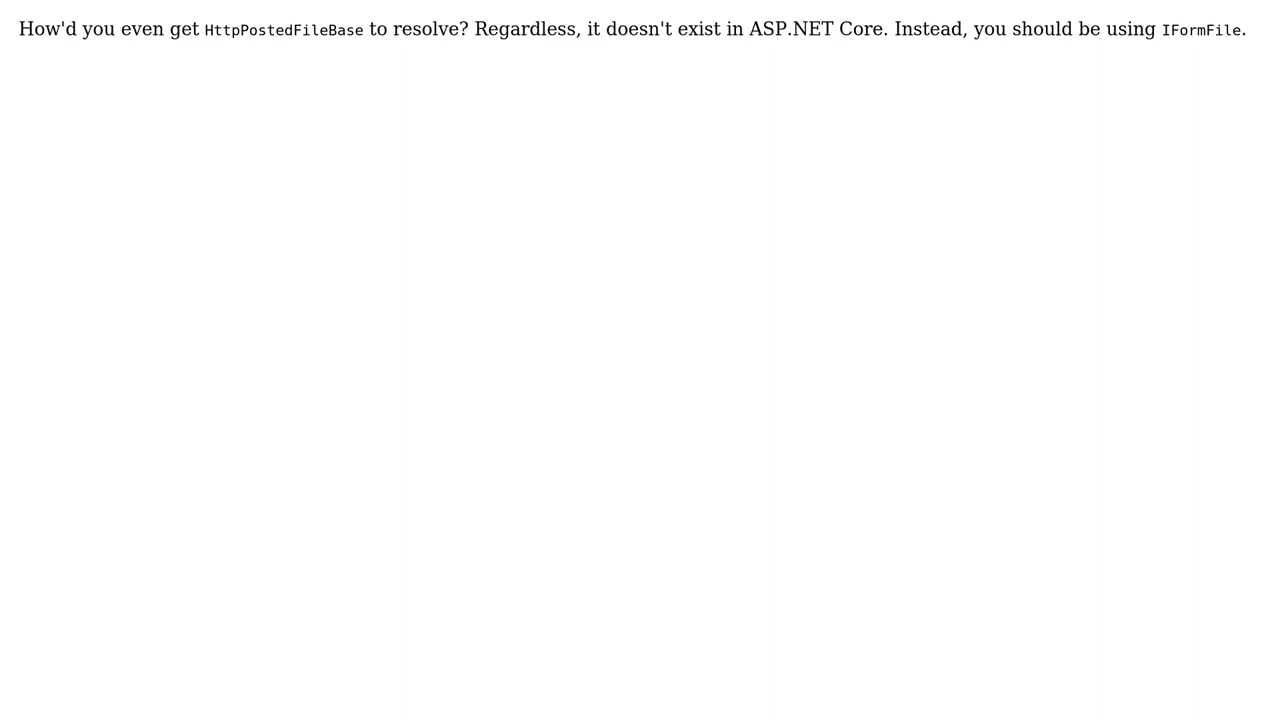 How'd you even get HttpPostedFileBase to resolve? Regardless, it doesn't exist in ASP.NET Core. Instead, you should be using IFormFile.